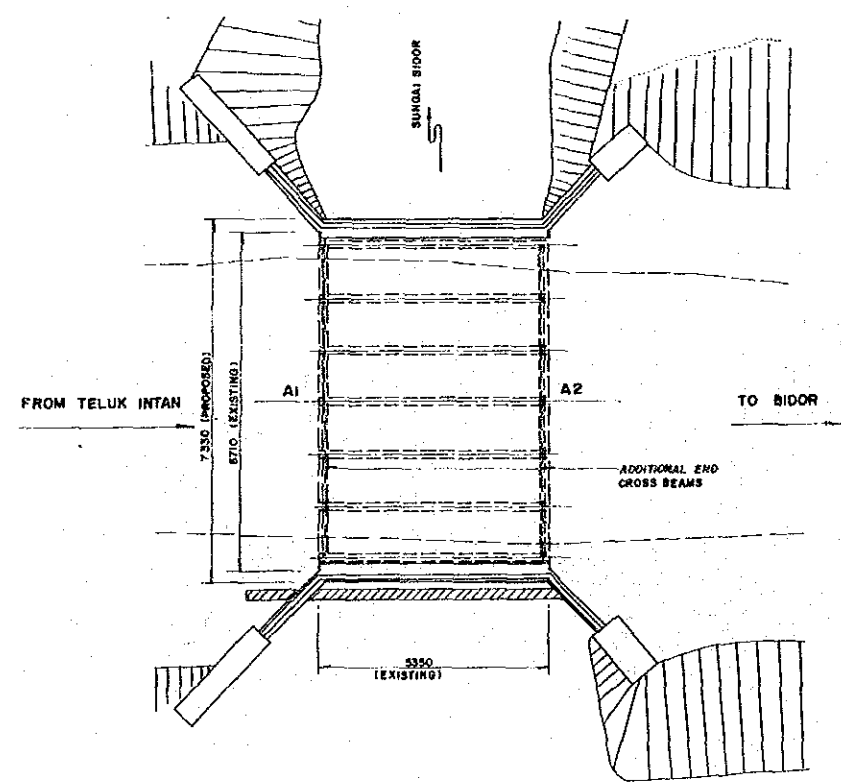 SUNGAI BIDOR
7330 (PROPOSED)
6710 (EXISTING)
A1
A2
FROM TELUK INTAN
TO BIDOR
ADDITIONAL END
CROSS BEAMS
5350
(EXISTING)